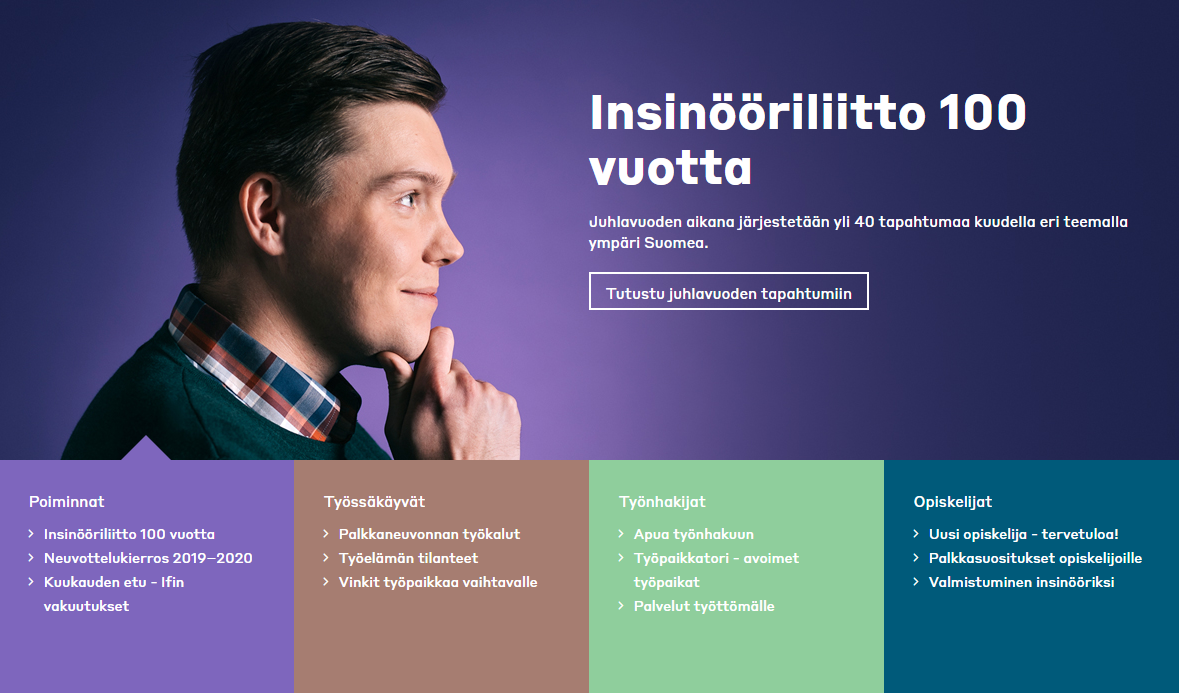 Insinööriliitto 100
vuotta
Juhlavuoden aikana järjestetään yli 40 tapahtumaa kuudella eri teemalla
ympäri Suomea.
Tutustu juhlavuoden tapahtumiin
Poiminnat
Insinööriliitto 100 vuotta
Neuvottelukierros 2019–2020
Kuukauden etu - Ifin
vakuutukset
Työssäkäyvät
Palkkaneuvonnan työkalut
Työelämän tilanteet
Vinkit työpaikkaa vaihtavalle
Työnhakijat
Apua työnhakuun
Työpaikkatori - avoimet
työpaikat
Palvelut työttömälle
Opiskelijat
Uusi opiskelija - tervetuloa!
Palkkasuositukset opiskelijoille
Valmistuminen insinööriksi